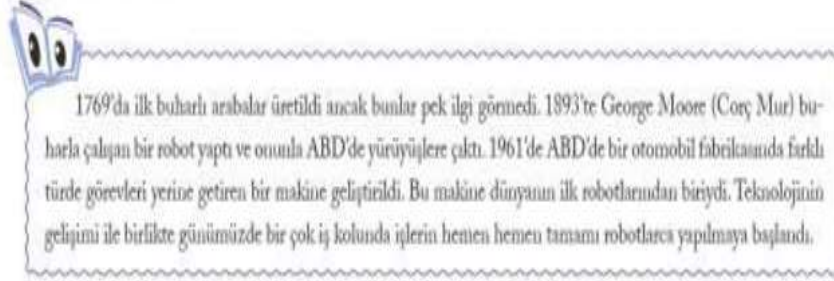 1769'da ilk buharlı arabalar üretildi ancak bunlar pek ilgi görmedi. 1893'te George Moore (Corç Mur) bu-
harla çalışan bir robot yaptı ve onunla ABD'de yürüyüşlere çıktı. 1961'de ABD'de bir otomobil fabrikasında farklı
türde görevleri yerine getiren bir makine geliştirildi. Bu makine dünyanın ilk robotlarından biriydi. Teknolojinin
gelişimi ile birlikte günümüzde bir çok iş kolunda işlerin hemen hemen tamamı robotlarca yapılmaya başlandı.